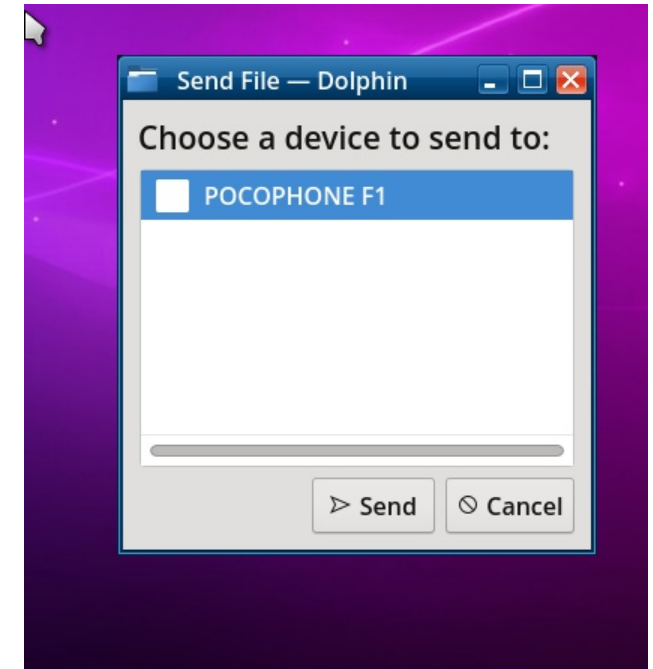 Send File — Dolphin
Choose a device to send to:
POCOPHONE F1
Send
Cancel